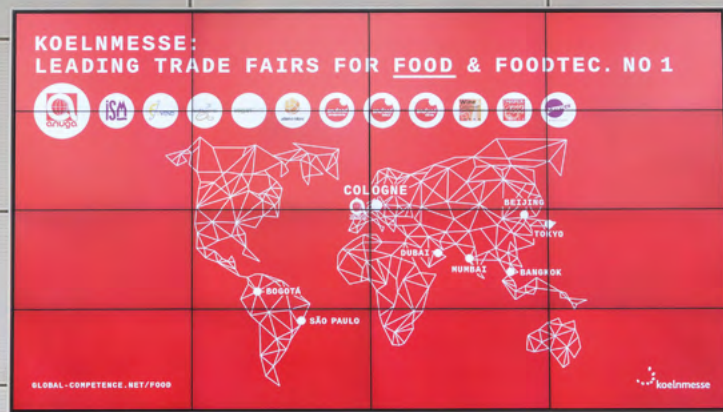 KOELNMESSE:
LEADING TRADE FAIRS FOR FOOD & FOODTEC. NO 1
anuga
ism
COLOGNE
BEIJING
TOKYO
DUBAI
MUMBAI
BANGKOK
BOGOTÁ
SÃO PAULO
GLOBAL-COMPETENCE.NET/FOOD
koelnmesse